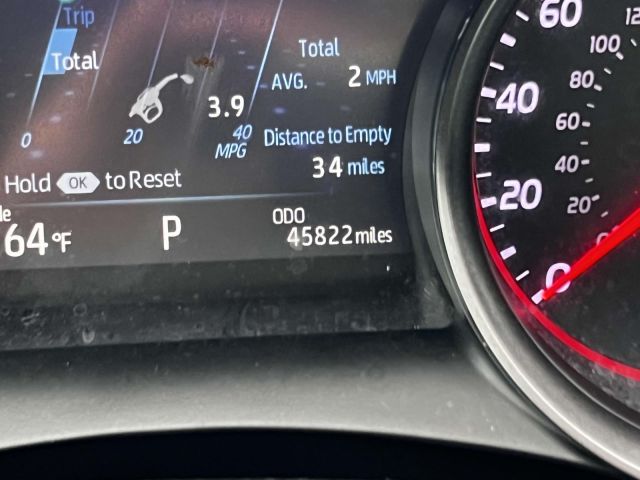 Trip
Total
Total
AVG. 2 MPH
3.9
0 20 40
MPG
Distance to Empty
34 miles
Hold OK to Reset
64 °F
P
ODO
45822 miles
60
40
20
0
100
80
60
40
20